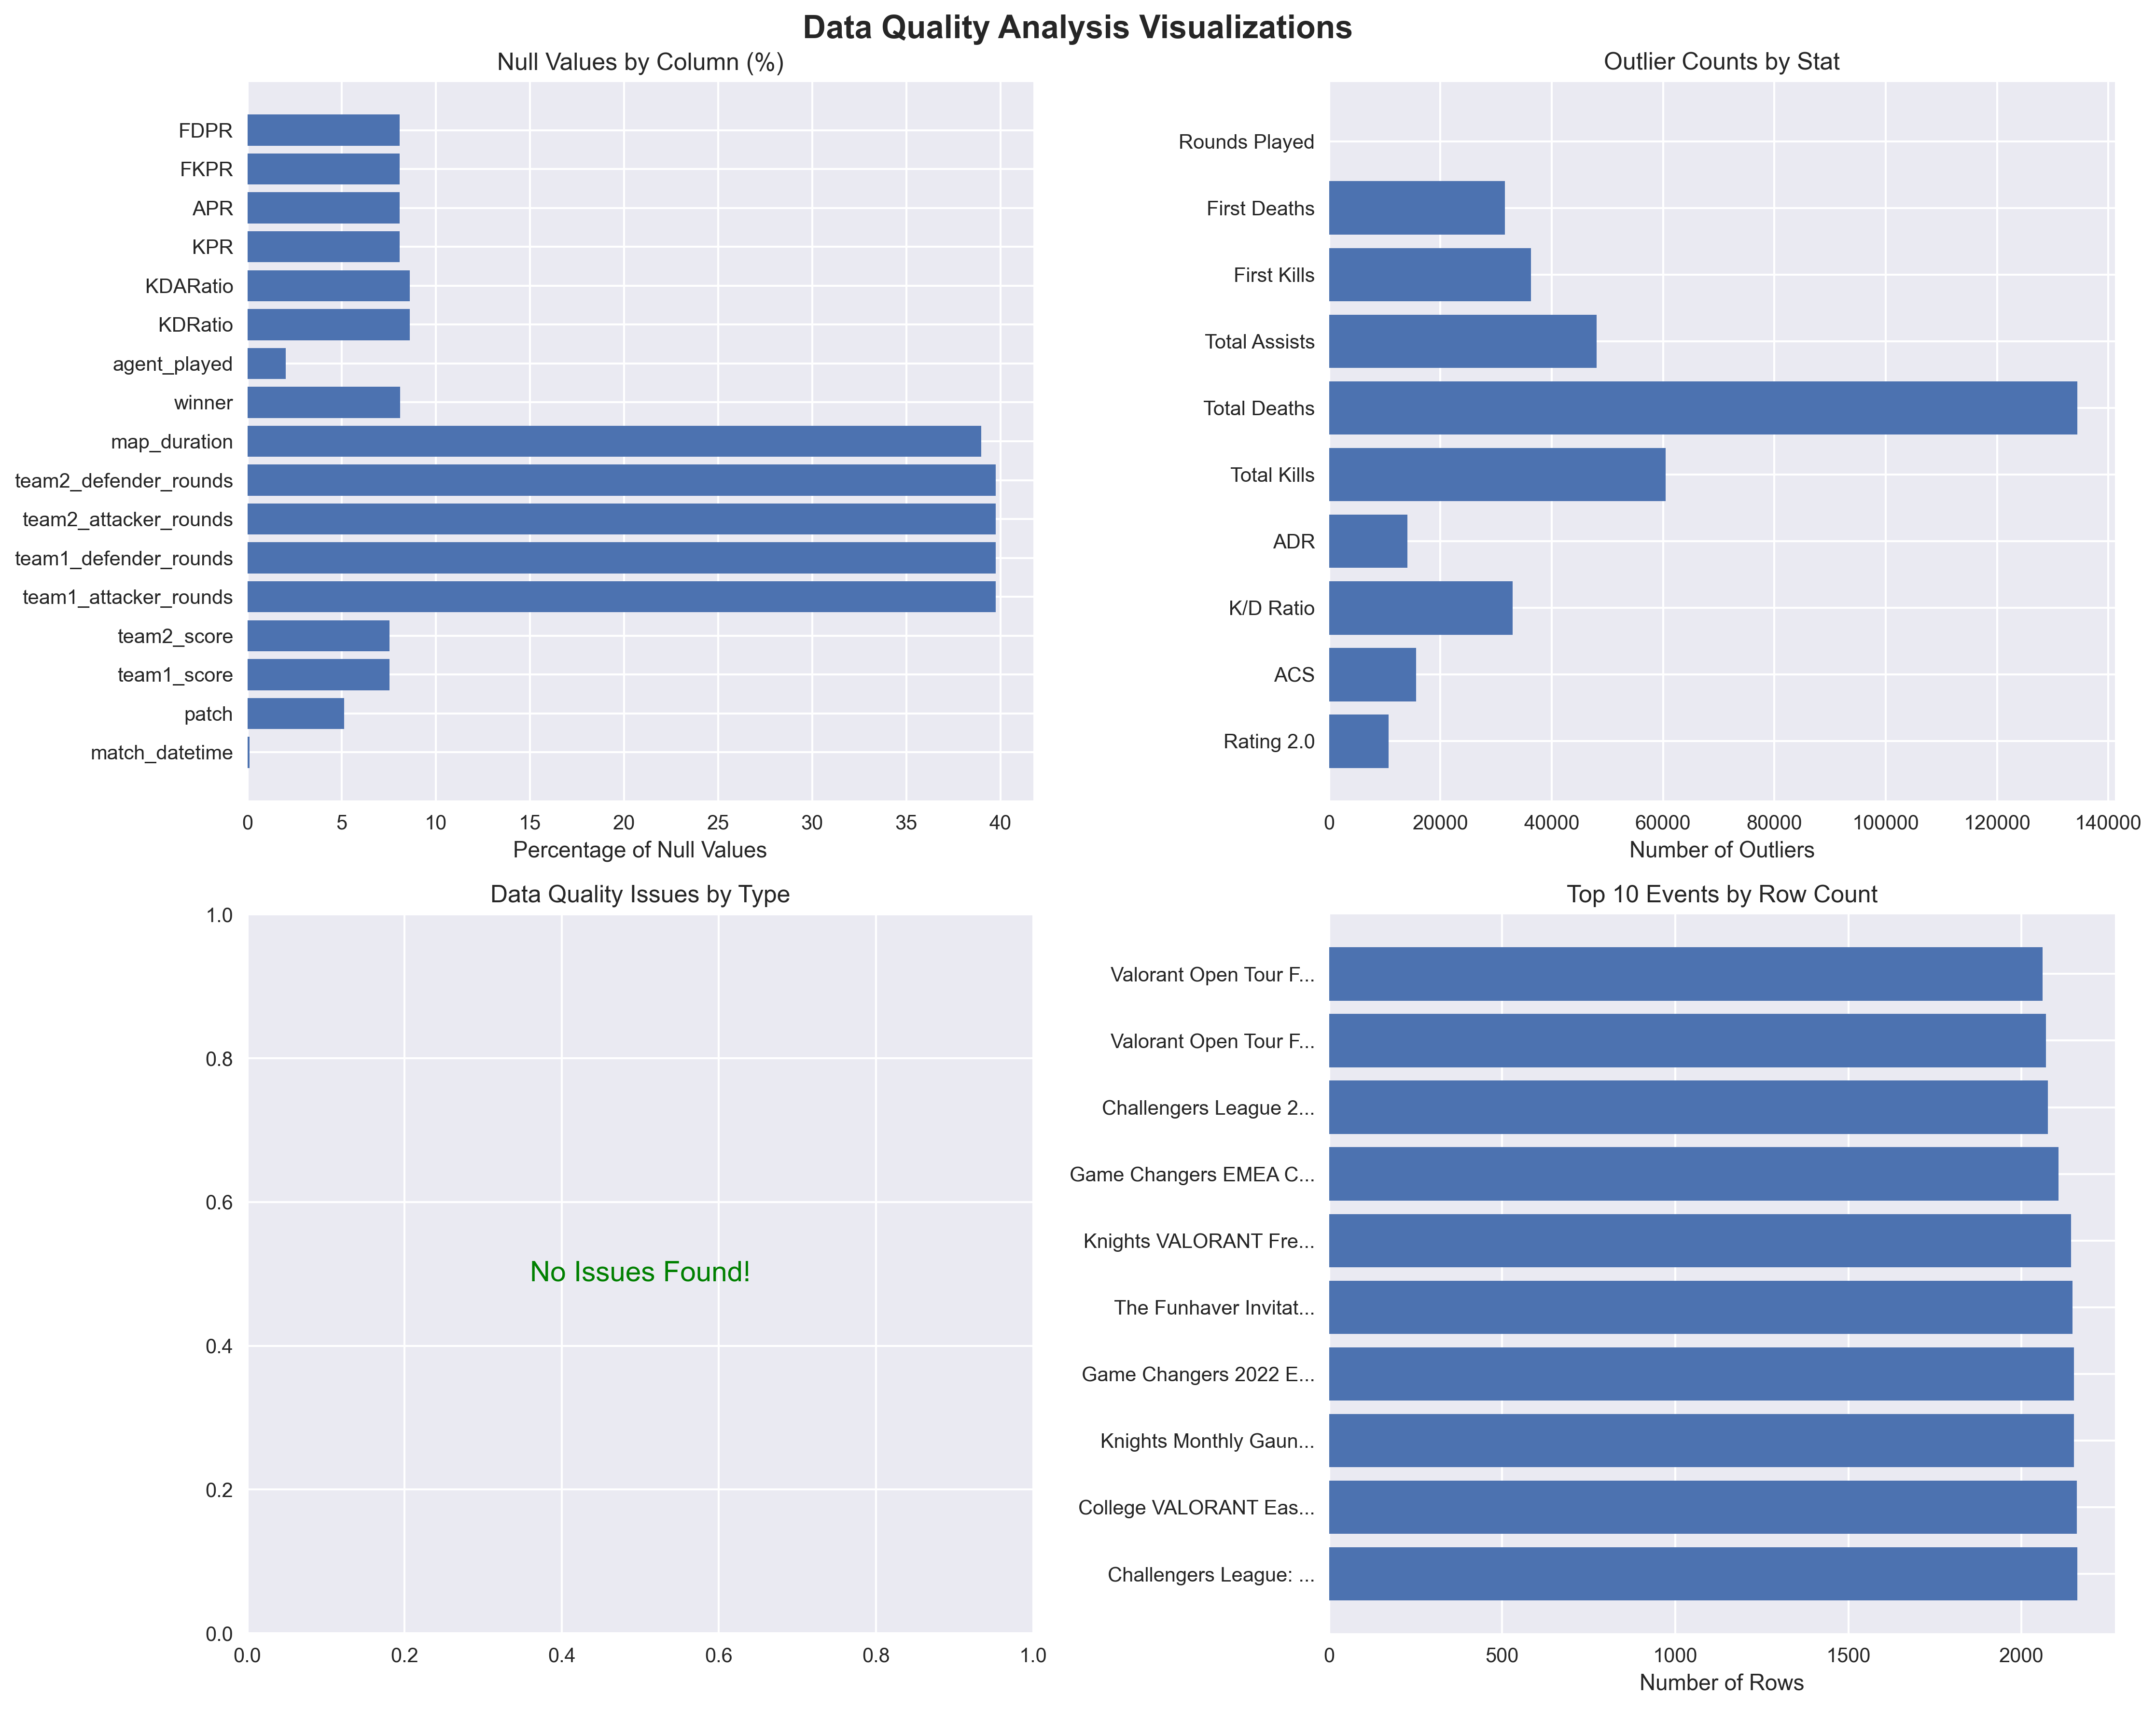 Data Quality Analysis Visualizations
Null Values by Column (%)
FDPR
FKPR
APR
KPR
KDARatio
KDRatio
agent_played
winner
map_duration
team2_defender_rounds
team2_attacker_rounds
team1_defender_rounds
team1_attacker_rounds
team2_score
team1_score
patch
match_datetime
0 5 10 15 20 25 30 35 40
Percentage of Null Values
Outlier Counts by Stat
Rounds Played
First Deaths
First Kills
Total Assists
Total Deaths
Total Kills
ADR
K/D Ratio
ACS
Rating 2.0
0 20000 40000 60000 80000 100000 120000 140000
Number of Outliers
Data Quality Issues by Type
1.0
0.8
0.6
0.4
0.2
0.0
No Issues Found!
0.0 0.2 0.4 0.6 0.8 1.0
Top 10 Events by Row Count
Valorant Open Tour F...
Valorant Open Tour F...
Challengers League 2...
Game Changers EMEA C...
Knights VALORANT Fre...
The Funhaver Invitat...
Game Changers 2022 E...
Knights Monthly Gaun...
College VALORANT Eas...
Challengers League: ...
0 500 1000 1500 2000
Number of Rows